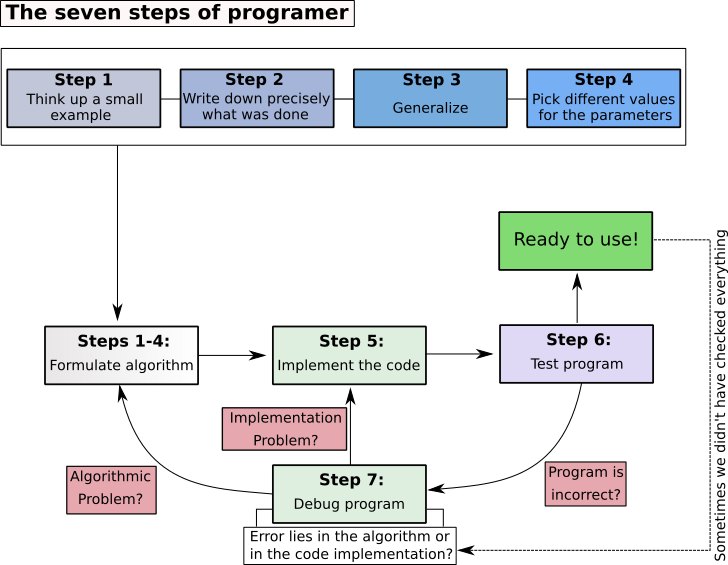 The seven steps of programer
Step 1
Think up a small
example
Step 2
Write down precisely
what was done
Step 3
Generalize
Step 4
Pick different values
for the parameters
Ready to use!
Sometimes we didn't have checked everything
Steps 1-4:
Formulate algorithm
Step 5:
Implement the code
Step 6:
Test program
Implementation
Problem?
Algorithmic
Problem?
Step 7:
Debug program
Program is
incorrect?
Error lies in the algorithm or
in the code implementation?